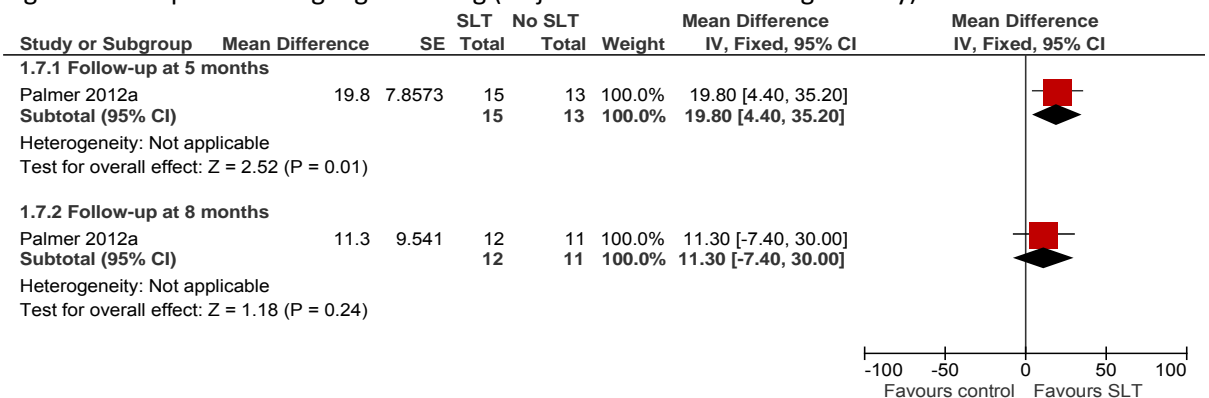 SLT No SLT Mean Difference Mean Difference
Study or Subgroup Mean Difference SE Total Total Weight IV, Fixed, 95% CI IV, Fixed, 95% CI
1.7.1 Follow-up at 5 months
Palmer 2012a 19.8 7.8573 15 13 100.0% 19.80 [4.40, 35.20]
Subtotal (95% CI) 15 13 100.0% 19.80 [4.40, 35.20]
Heterogeneity: Not applicable
Test for overall effect: Z = 2.52 (P = 0.01)
1.7.2 Follow-up at 8 months
Palmer 2012a 11.3 9.541 12 11 100.0% 11.30 [-7.40, 30.00]
Subtotal (95% CI) 12 11 100.0% 11.30 [-7.40, 30.00]
Heterogeneity: Not applicable
Test for overall effect: Z = 1.18 (P = 0.24)
-100 -50 0 50 100
Favours control Favours SLT